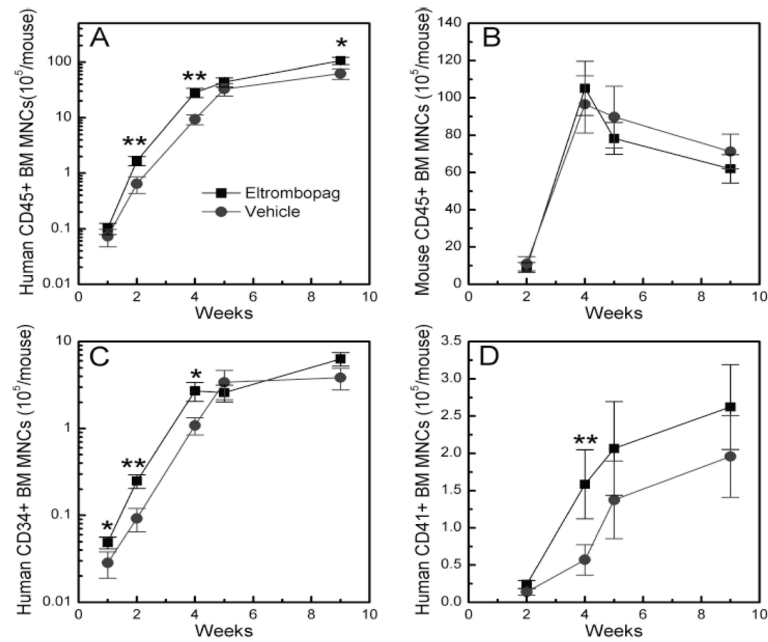 A
Human CD45+ BM MNCs(10⁵/mouse)
100
10
1
0.1
0.01
**
**
*
Eltrombopag
Vehicle
0 2 4 6 8 10
Weeks
B
Mouse CD45+ BM MNCs (10⁵/mouse)
140
120
100
80
60
40
20
0
0 2 4 6 8 10
Weeks
C
Human CD34+ BM MNCs (10⁵/mouse)
10
1
0.1
0.01
*
**
*
0 2 4 6 8 10
Weeks
D
Human CD41+ BM MNCs (10⁵/mouse)
3.5
3.0
2.5
2.0
1.5
1.0
0.5
0.0
**
0 2 4 6 8 10
Weeks